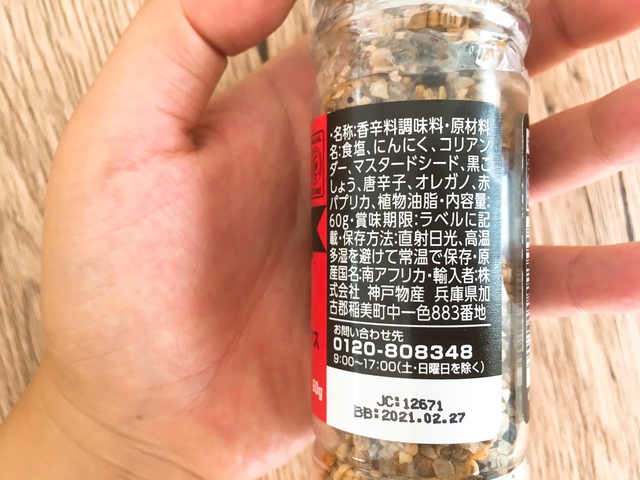 ・名称:香辛料調味料・原材料
名:食塩、にんにく、コリアン
ダー、マスタードシード、黒こ
しょう、唐辛子、オレガノ、赤
パプリカ、植物油脂・内容量:
60g・賞味期限:ラベルに記
載・保存方法:直射日光、高温
多湿を避けて常温で保存・原
産国名:南アフリカ・輸入者:株
式会社 神戸物産 兵庫県加
古郡稲美町中一色883番地
お問い合わせ先
0120-808348
9:00〜17:00(土・日曜日を除く)
JC:12671
BB:2021.02.27
ス
60g